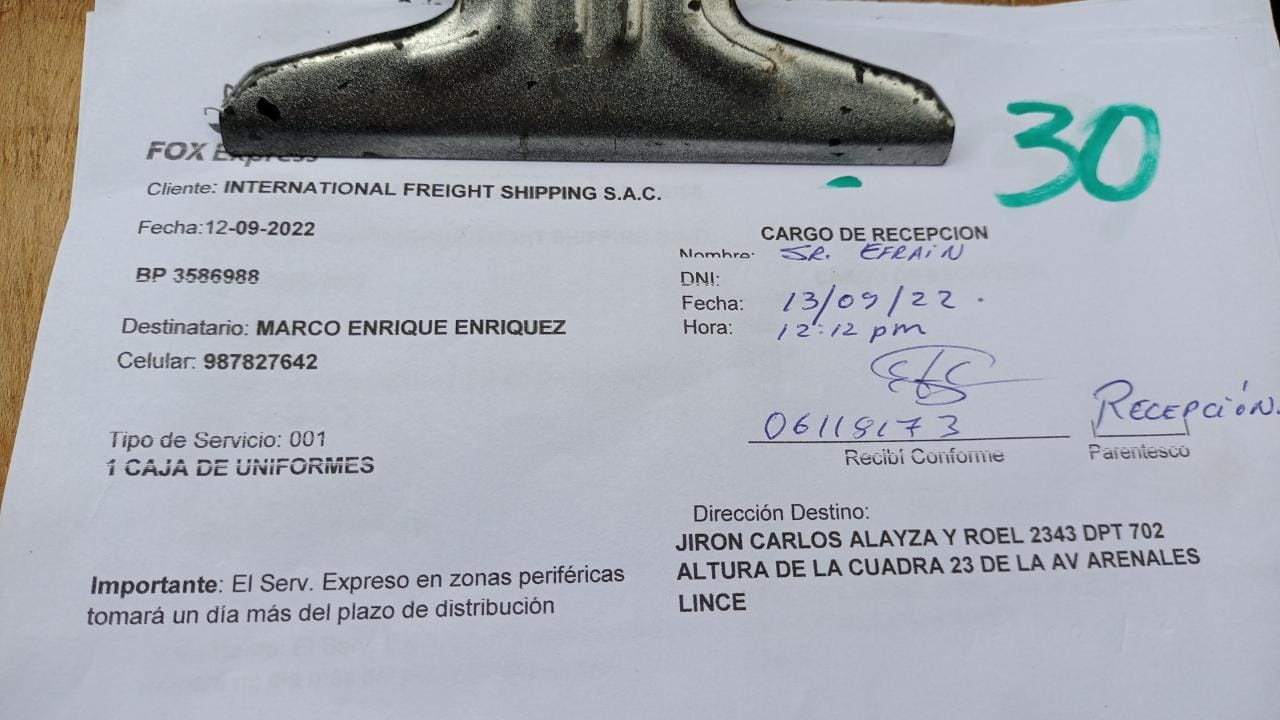 30
FOX Express
Cliente: INTERNATIONAL FREIGHT SHIPPING S.A.C.
Fecha:12-09-2022
BP 3586988
Destinatario: MARCO ENRIQUE ENRIQUEZ
Celular: 987827642
Tipo de Servicio: 001
1 CAJA DE UNIFORMES
Importante: El Serv. Expreso en zonas periféricas
tomará un día más del plazo de distribución
CARGO DE RECEPCION
Nombre: SR. EFRAIN
DNI:
Fecha: 13/09/22.
Hora: 12:12 pm
06118173
Recibí Conforme
RECEPCIÓN.
Parentesco
Dirección Destino:
JIRON CARLOS ALAYZA Y ROEL 2343 DPT 702
ALTURA DE LA CUADRA 23 DE LA AV ARENALES
LINCE